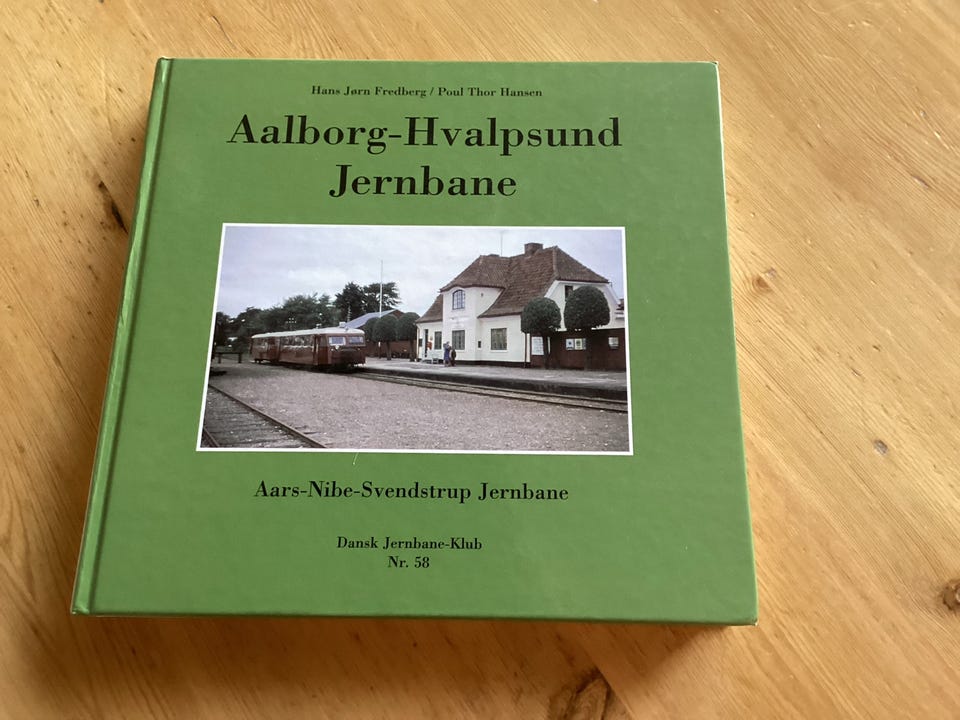 Hans Jørn Fredberg / Poul Thor Hansen
Aalborg-Hvalpsund
Jernbane
Aars-Nibe-Svendstrup Jernbane
Dansk Jernbane-Klub
Nr. 58